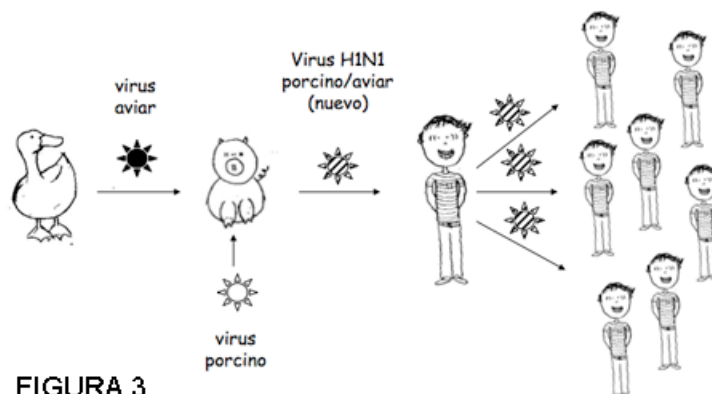 virus
aviar
Virus H1N1
porcino/aviar
(nuevo)
virus
porcino
FIGURA 3